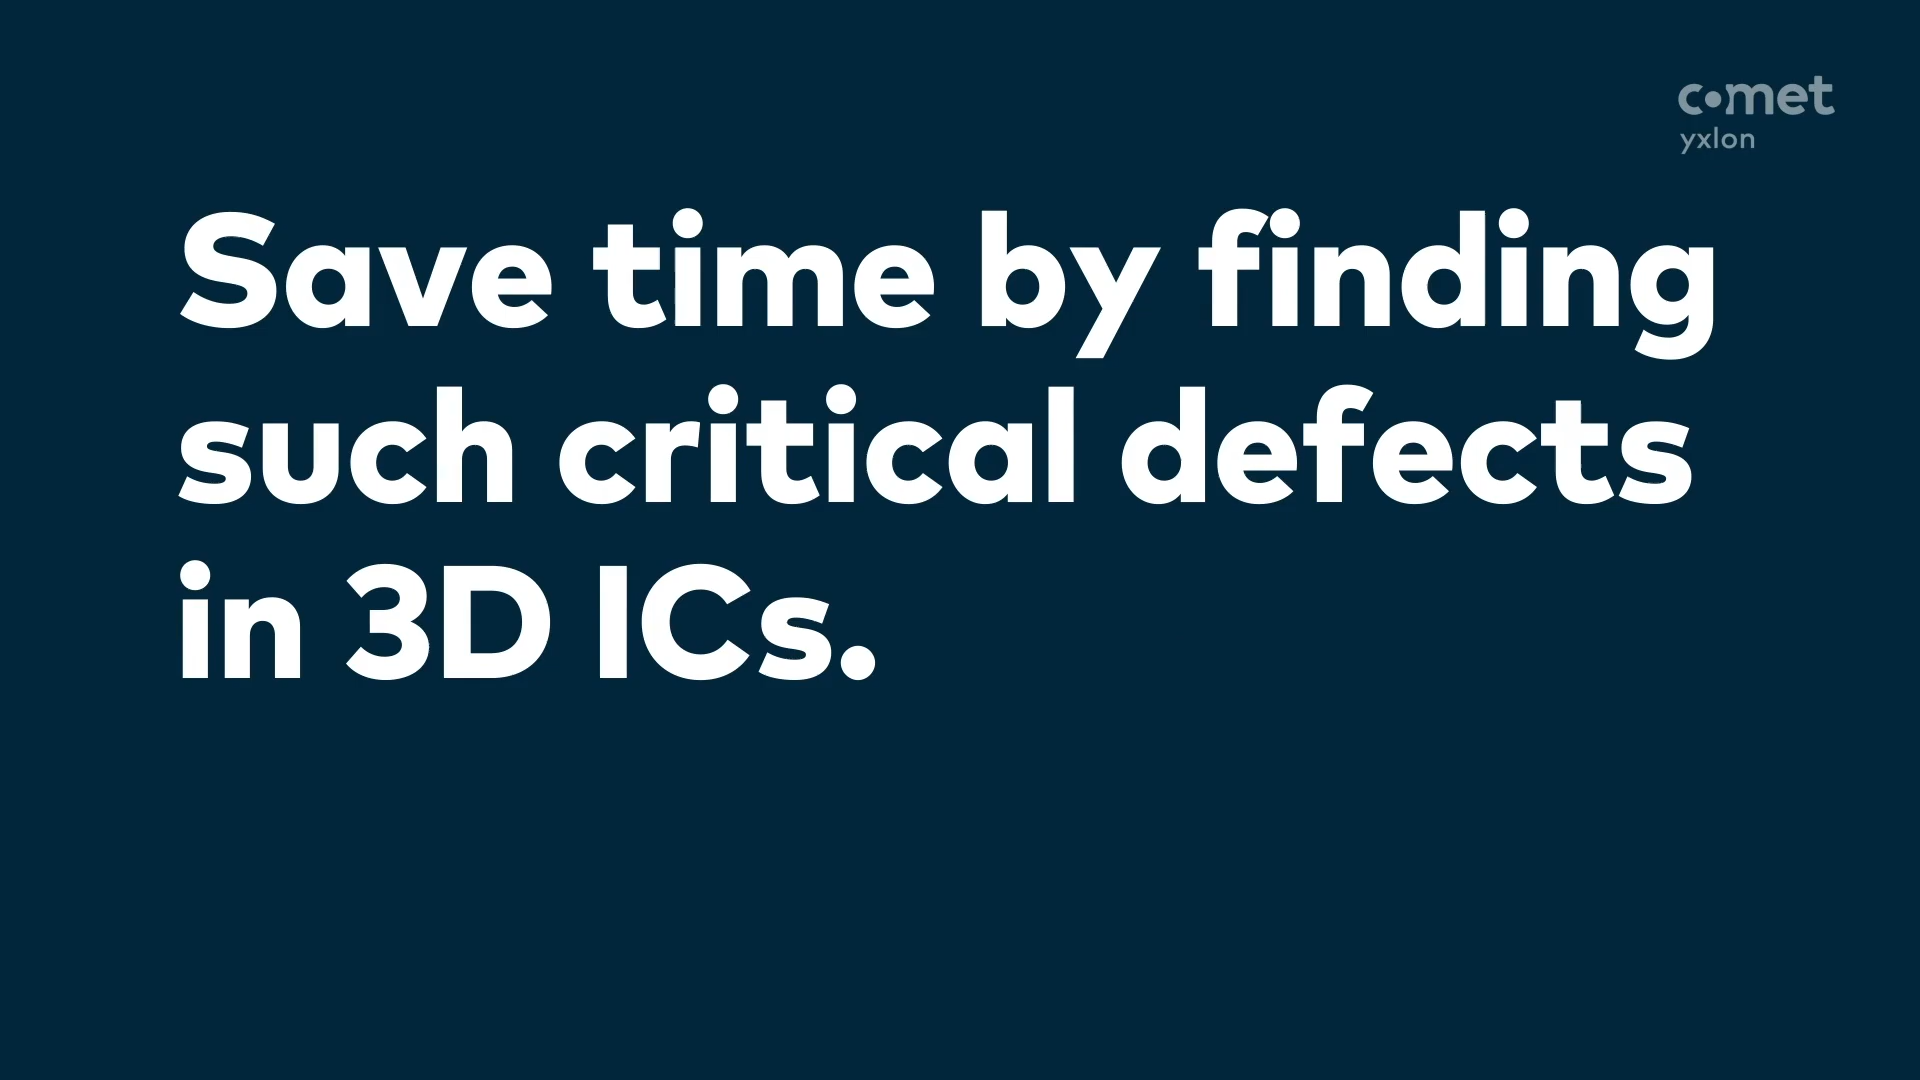 comet
yxlon
Save time by finding
such critical defects
in 3D ICs.